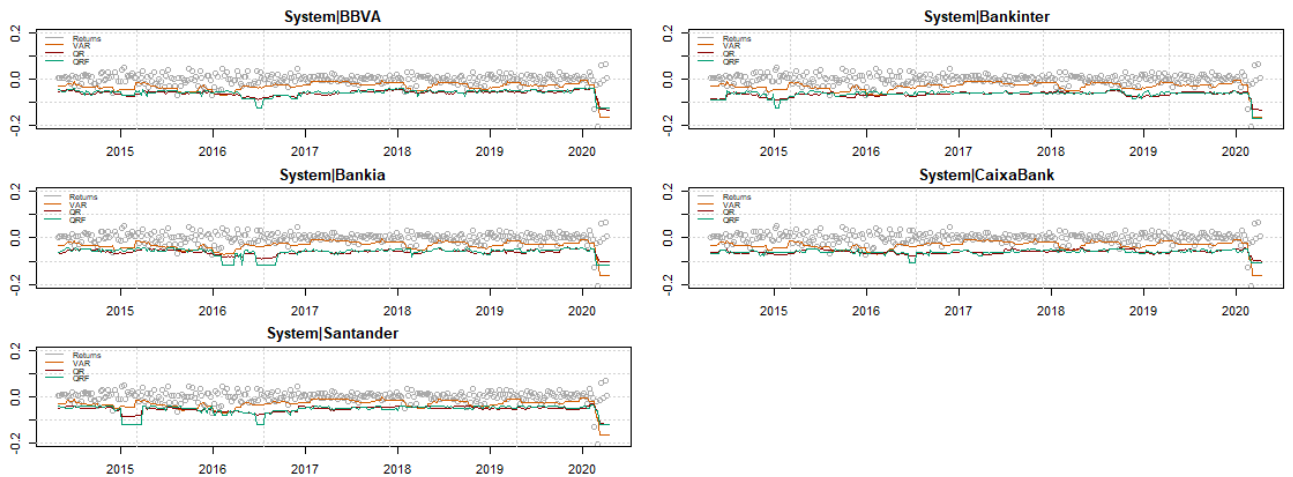 System|BBVA
0.2
0.0
-0.2
Returns
VAR
QR
QRF
2015 2016 2017 2018 2019 2020
System|Bankinter
0.2
0.0
-0.2
Returns
VAR
QR
QRF
2015 2016 2017 2018 2019 2020
System|Bankia
0.2
0.0
-0.2
Returns
VAR
QR
QRF
2015 2016 2017 2018 2019 2020
System|CaixaBank
0.2
0.0
-0.2
Returns
VAR
QR
QRF
2015 2016 2017 2018 2019 2020
System|Santander
0.2
0.0
-0.2
Returns
VAR
QR
QRF
2015 2016 2017 2018 2019 2020